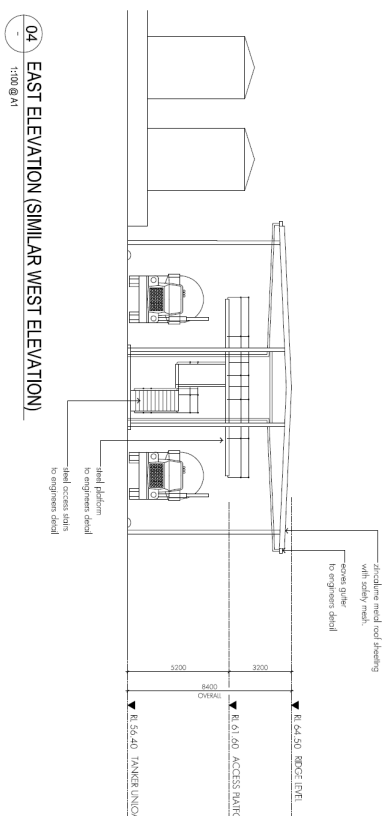 zincalume metal roof sheeting
with safety mesh.
eaves gutter
to engineers detail
RL 64.50 RIDGE LEVEL
3200
RL 61.60 ACCESS PLATFO
5200
8400
OVERALL
RL 56.40 TANKER UNLOA
steel platform
to engineers detail
steel access stairs
to engineers detail
04
-
EAST ELEVATION (SIMILAR WEST ELEVATION)
1:100 @ A1